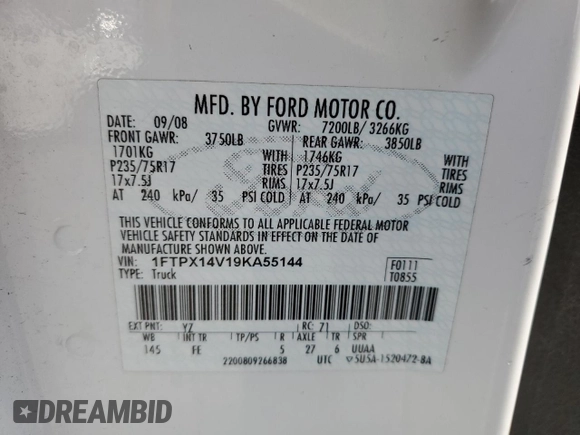 MFD. BY FORD MOTOR CO.
DATE: 09/08 GVWR: 7200LB/ 3266KG
FRONT GAWR: 3750LB REAR GAWR: 3850LB
1701KG WITH 1746KG WITH
P235/75R17 TIRES P235/75R17 TIRES
17x7.5J RIMS 17x7.5J RIMS
AT 240 kPa/ 35 PSI COLD AT 240 kPa/ 35 PSI COLD
THIS VEHICLE CONFORMS TO ALL APPLICABLE FEDERAL MOTOR
VEHICLE SAFETY STANDARDS IN EFFECT ON THE DATE OF
MANUFACTURE SHOWN ABOVE.
VIN: 1FTPX14V19KA55144 F0111
TYPE: Truck T0855
EXT PNT: YZ RC: 71 DSO:
WB INT TR TP/PS R AXLE TR SPR
145 FE 5 27 6 UUAA
2200809266838 UTC 5U5A-1520472-8A
DREAMBID